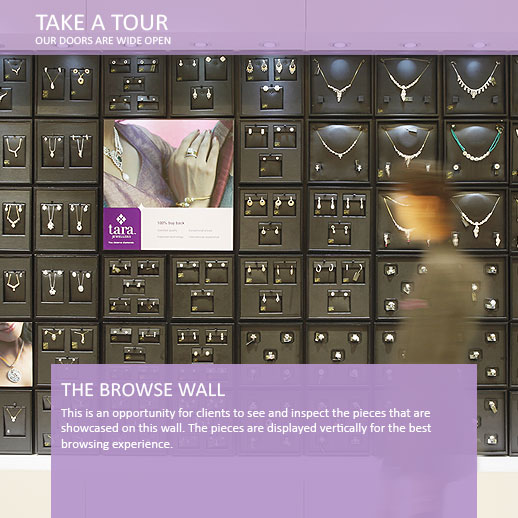 TAKE A TOUR
OUR DOORS ARE WIDE OPEN
tara
jewellers
100% buy back
THE BROWSE WALL
This is an opportunity for clients to see and inspect the pieces that are
showcased on this wall. The pieces are displayed vertically for the best
browsing experience.